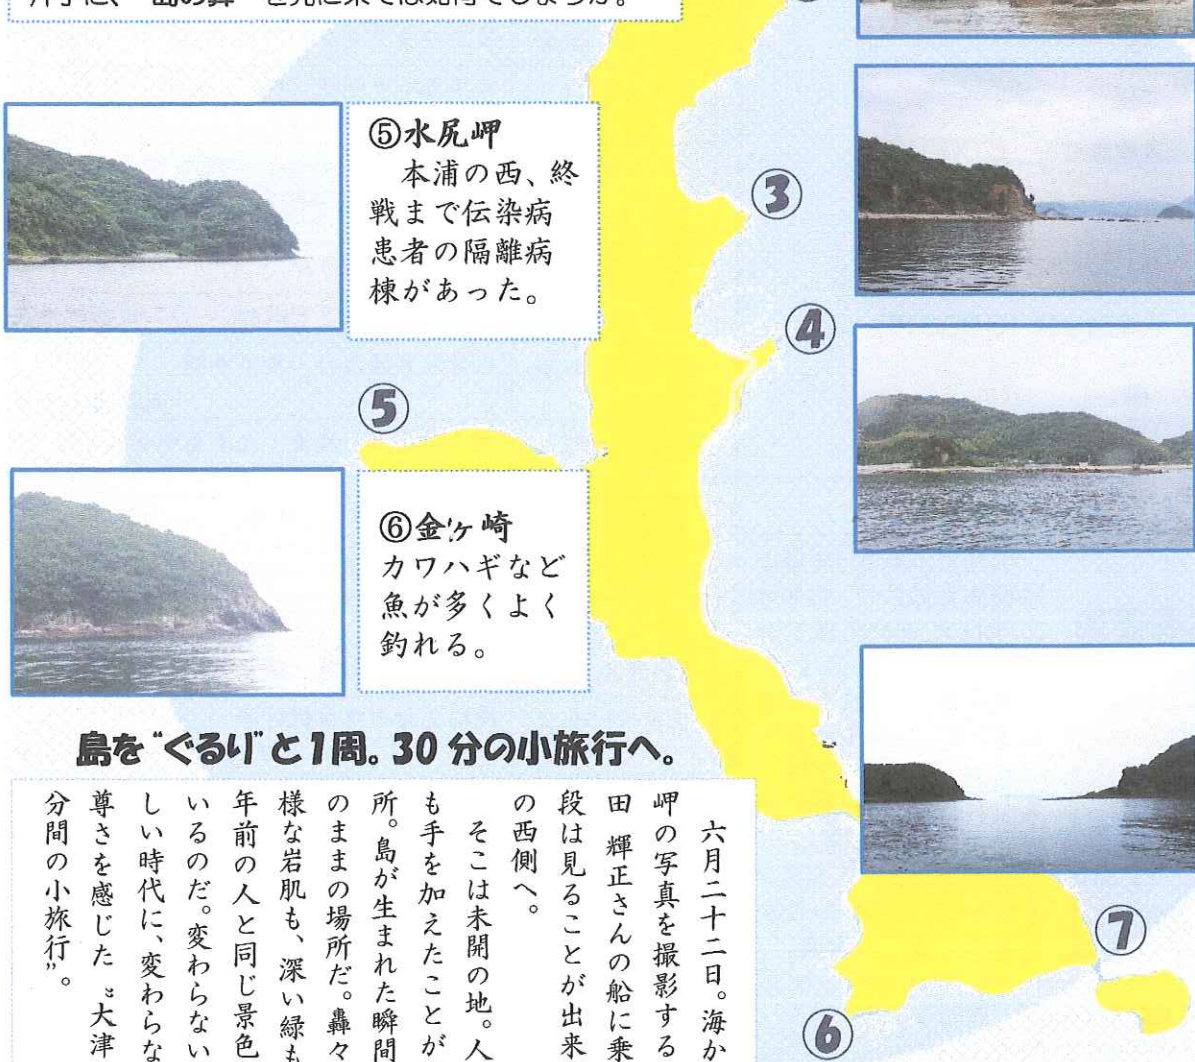 ⑤水尻岬
本浦の西、終
戦まで伝染病
患者の隔離病
棟があった。
③
④
⑤
⑥金ヶ崎
カワハギなど
魚が多くよく
釣れる。
島を“ぐるり”と1周。30分の小旅行へ。
六月二十二日。海か
岬の写真を撮影する
田 輝正さんの船に乗
段は見ることが出来
の西側へ。
そこは未開の地。人
も手を加えたことが
所。島が生まれた瞬間
のままの場所だ。轟々
様な岩肌も、深い緑も
年前の人と同じ景色
いるのだ。変わらない
しい時代に、変わらな
尊さを感じた“大津
分間の小旅行”。
⑦
⑥